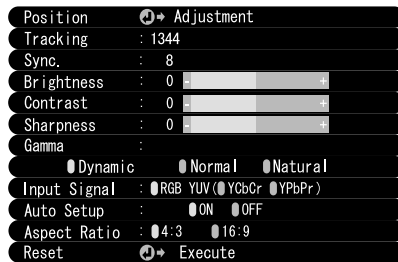 Position Adjustment
Tracking : 1344
Sync. : 8
Brightness : 0 - +
Contrast : 0 - +
Sharpness : 0 - +
Gamma :
Dynamic Normal Natural
Input Signal : RGB YUV( YCbCr YPbPr)
Auto Setup : ON OFF
Aspect Ratio : 4:3 16:9
Reset Execute